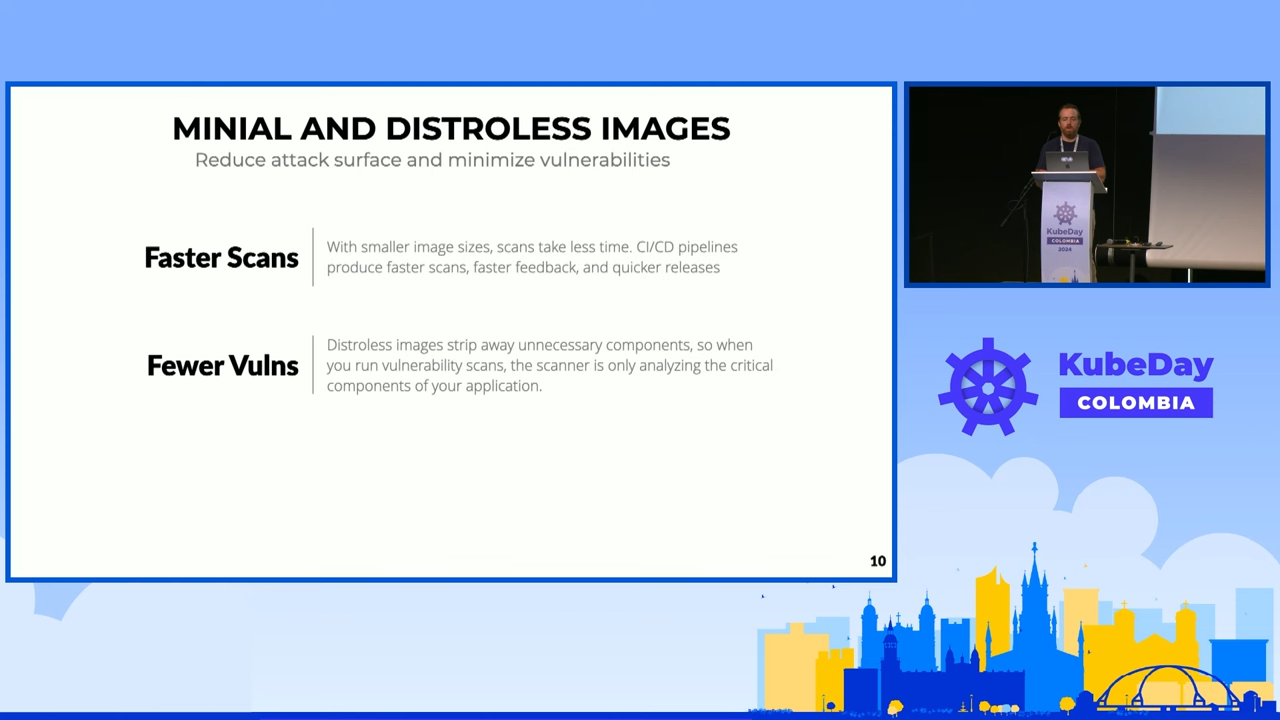 MINIAL AND DISTROLESS IMAGES
Reduce attack surface and minimize vulnerabilities
Faster Scans
With smaller image sizes, scans take less time. CI/CD pipelines
produce faster scans, faster feedback, and quicker releases
Fewer Vulns
Distroless images strip away unnecessary components, so when
you run vulnerability scans, the scanner is only analyzing the critical
components of your application.
10
KubeDay
COLOMBIA
2024
KubeDay
COLOMBIA